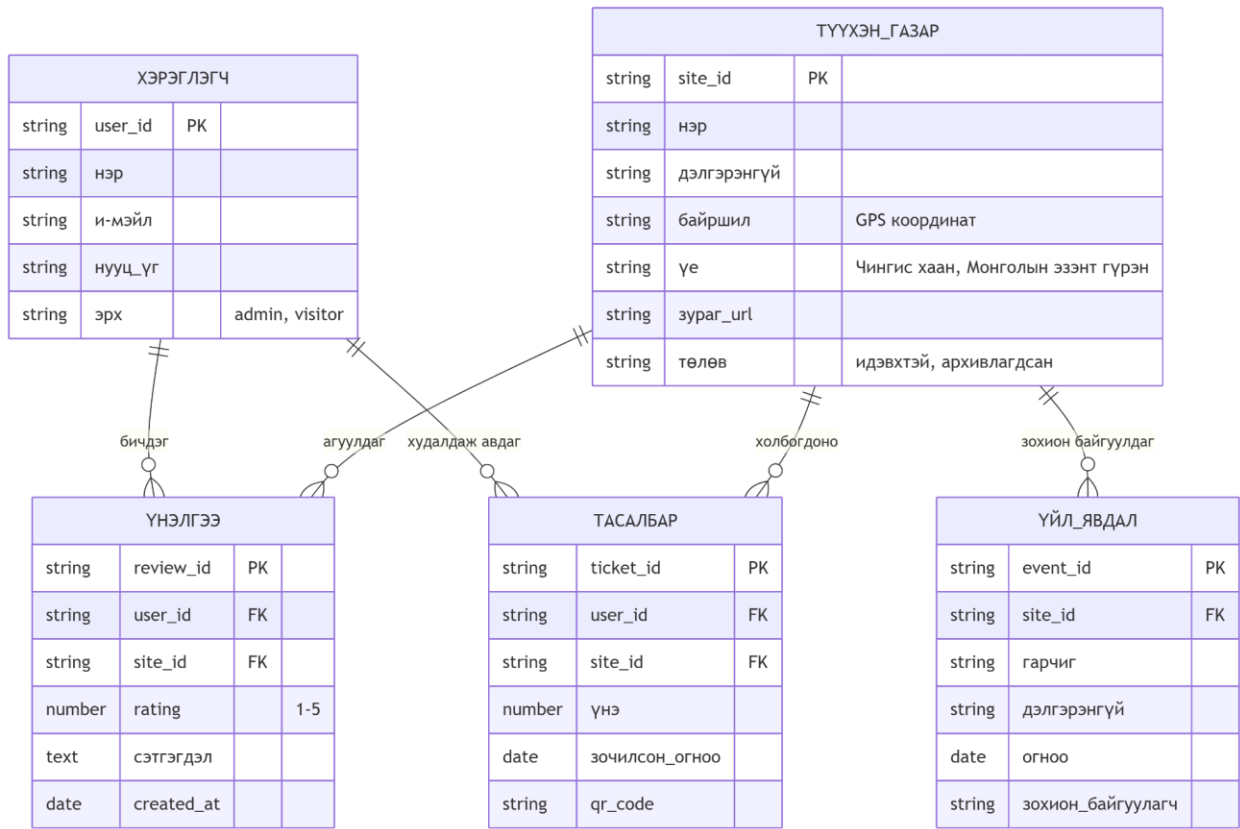 ХЭРЭГЛЭГЧ
string user_id PK
string нэр
string и-мэйл
string нууц_үг
string эрх admin, visitor
ТҮҮХЭН_ГАЗАР
string site_id PK
string нэр
string дэлгэрэнгүй
string байршил GPS координат
string үе Чингис хаан, Монголын эзэнт гүрэн
string зураг_url
string төлөв идэвхтэй, архивлагдсан
бичдэг
агуулдаг
худалдаж авдаг
холбогдоно
зохион байгуулдаг
ҮНЭЛГЭЭ
string review_id PK
string user_id FK
string site_id FK
number rating 1-5
text сэтгэгдэл
date created_at
ТАСАЛБАР
string ticket_id PK
string user_id FK
string site_id FK
number үнэ
date зочилсон_огноо
string qr_code
ҮЙЛ_ЯВДАЛ
string event_id PK
string site_id FK
string гарчиг
string дэлгэрэнгүй
date огноо
string зохион_байгуулагч